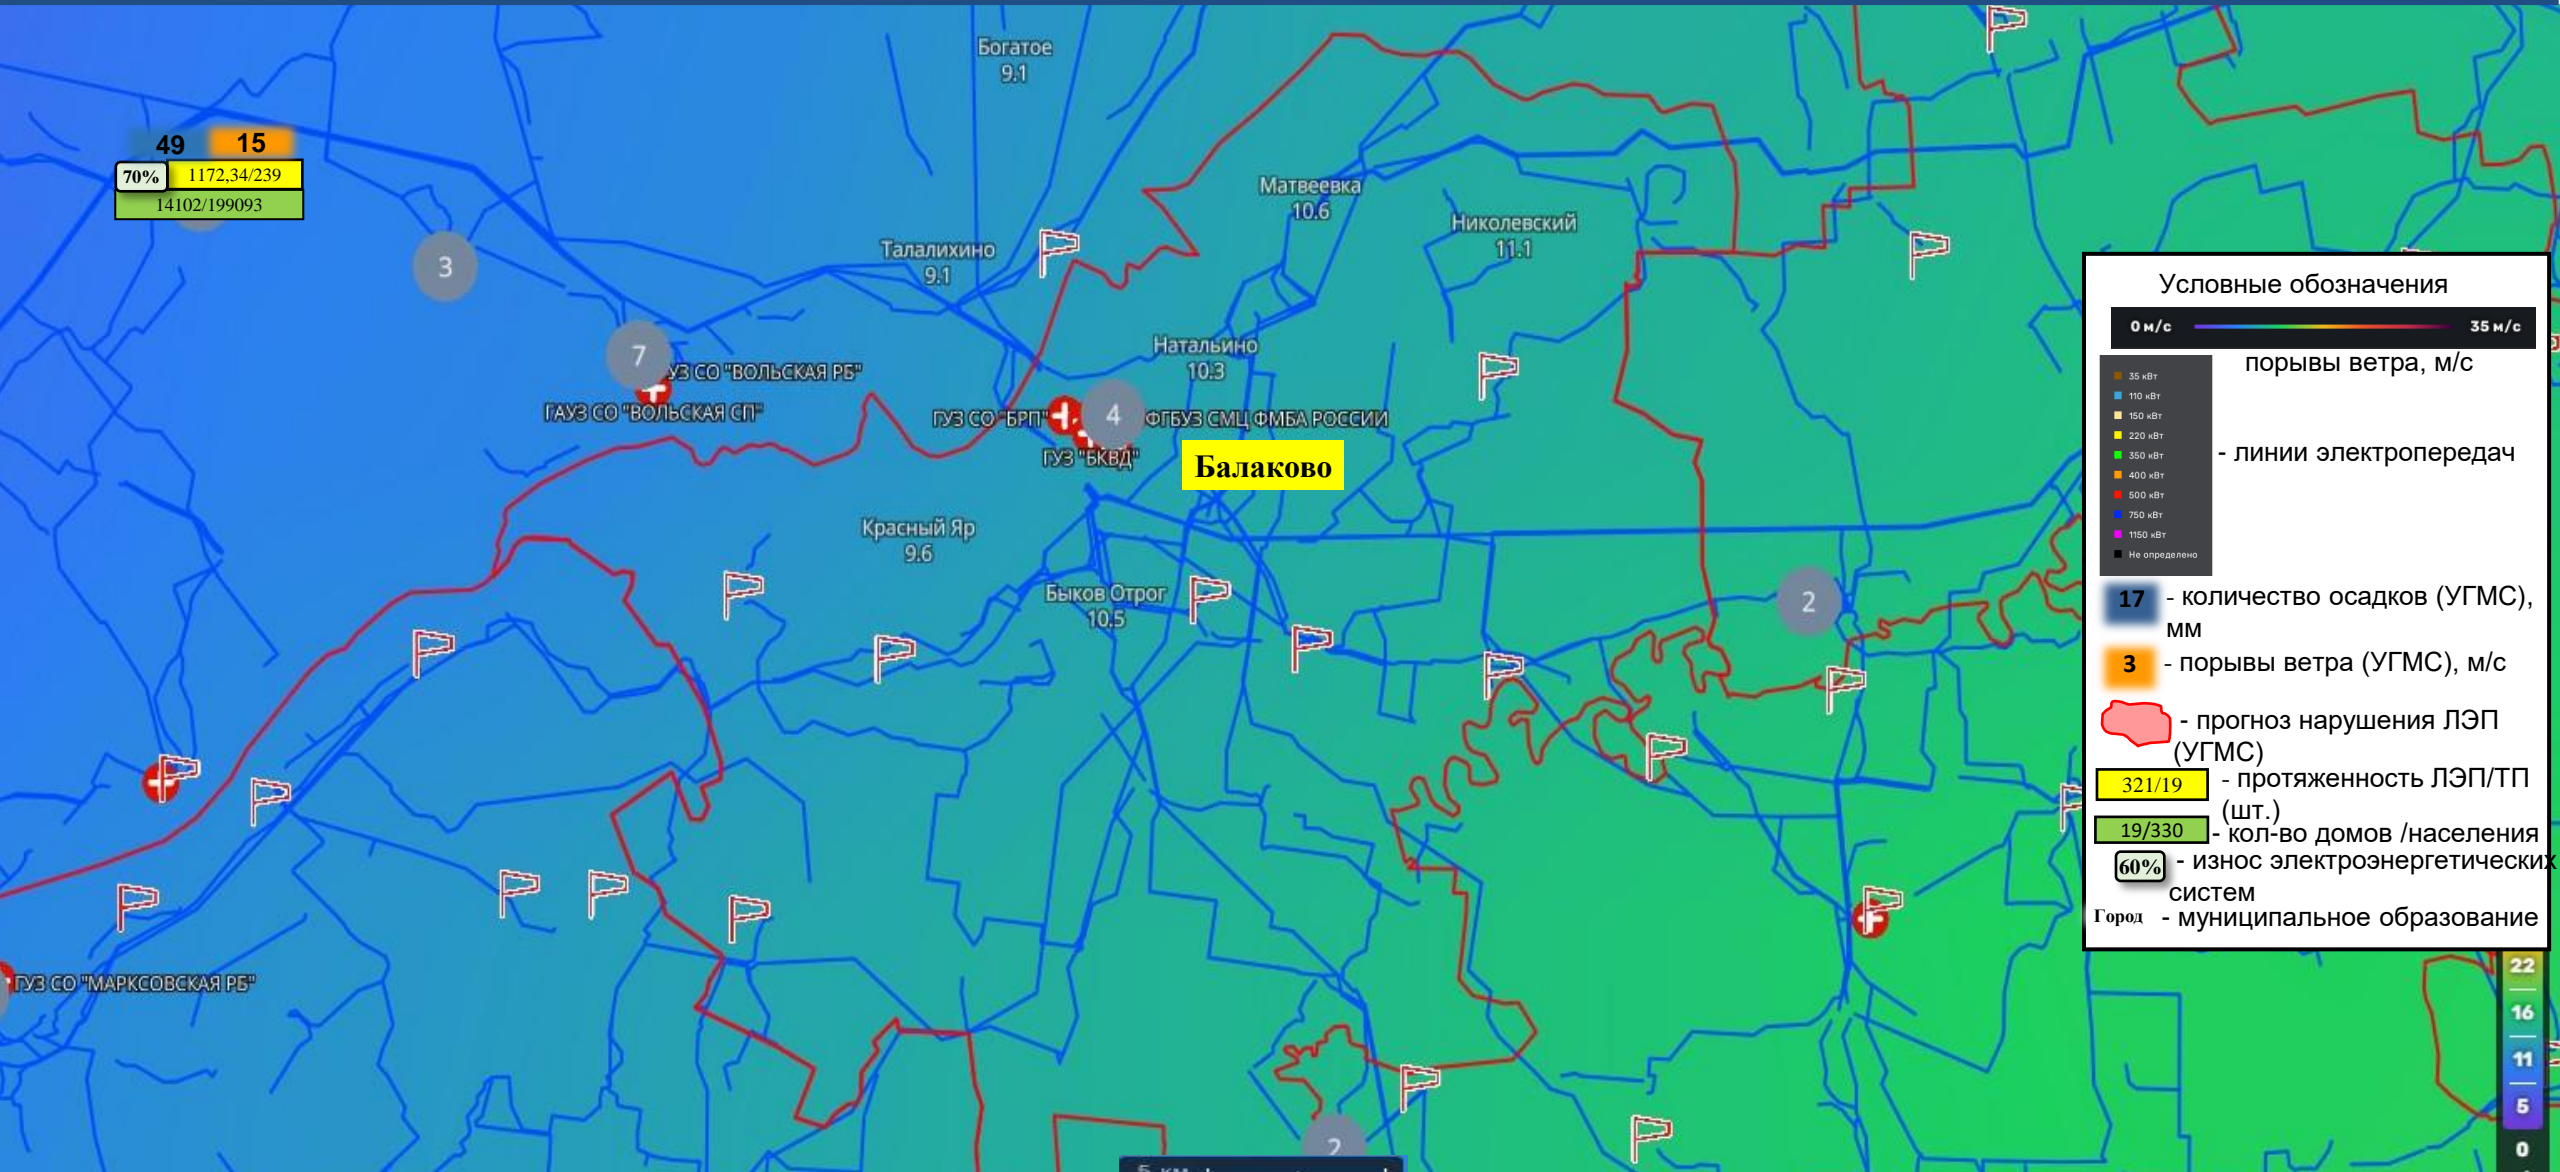 Богатое
9.1
49 15
70% 1172,34/239
14102/199093
Матвеевка
10.6
Николевский
11.1
Талалихино
9.1
3
7
Натальино
10.3
УЗ СО "ВОЛЬСКАЯ РБ"
ГАУЗ СО "ВОЛЬСКАЯ СП"
ГУЗ СО "БРП"
4
ФГБУЗ СМЦ ФМБА РОССИИ
ГУЗ "БКВД"
Балаково
Красный Яр
9.6
Быков Отрог
10.5
2
ГУЗ СО "МАРКСОВСКАЯ РБ"
2
Условные обозначения
0 м/с 35 м/с
порывы ветра, м/с
35 кВт
110 кВт
150 кВт
220 кВт
350 кВт
400 кВт
500 кВт
750 кВт
1150 кВт
Не определено
- линии электропередач
17 - количество осадков (УГМС),
мм
3 - порывы ветра (УГМС), м/с
- прогноз нарушения ЛЭП
(УГМС)
321/19 - протяженность ЛЭП/ТП
(шт.)
19/330 - кол-во домов /населения
60% - износ электроэнергетических
систем
Город - муниципальное образование
22
16
11
5
0